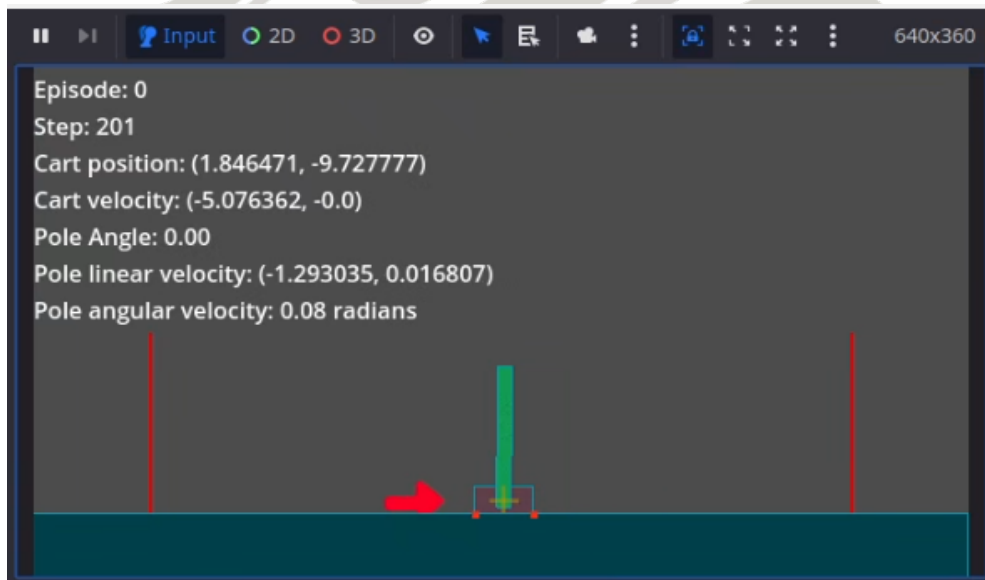 Input 2D 3D 640x360
Episode: 0
Step: 201
Cart position: (1.846471, -9.727777)
Cart velocity: (-5.076362, -0.0)
Pole Angle: 0.00
Pole linear velocity: (-1.293035, 0.016807)
Pole angular velocity: 0.08 radians